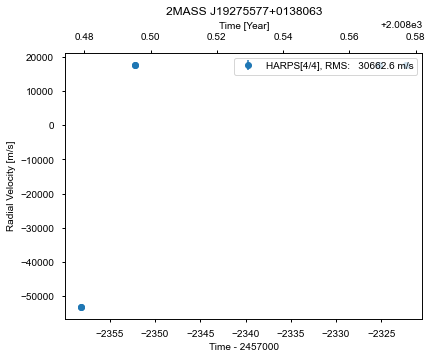 2MASS J19275577+0138063
Time [Year]
+2.008e3
0.48 0.50 0.52 0.54 0.56 0.58
HARPS[4/4], RMS: 30662.6 m/s
20000
10000
0
−10000
−20000
−30000
−40000
−50000
Radial Velocity [m/s]
−2355 −2350 −2345 −2340 −2335 −2330 −2325
Time - 2457000